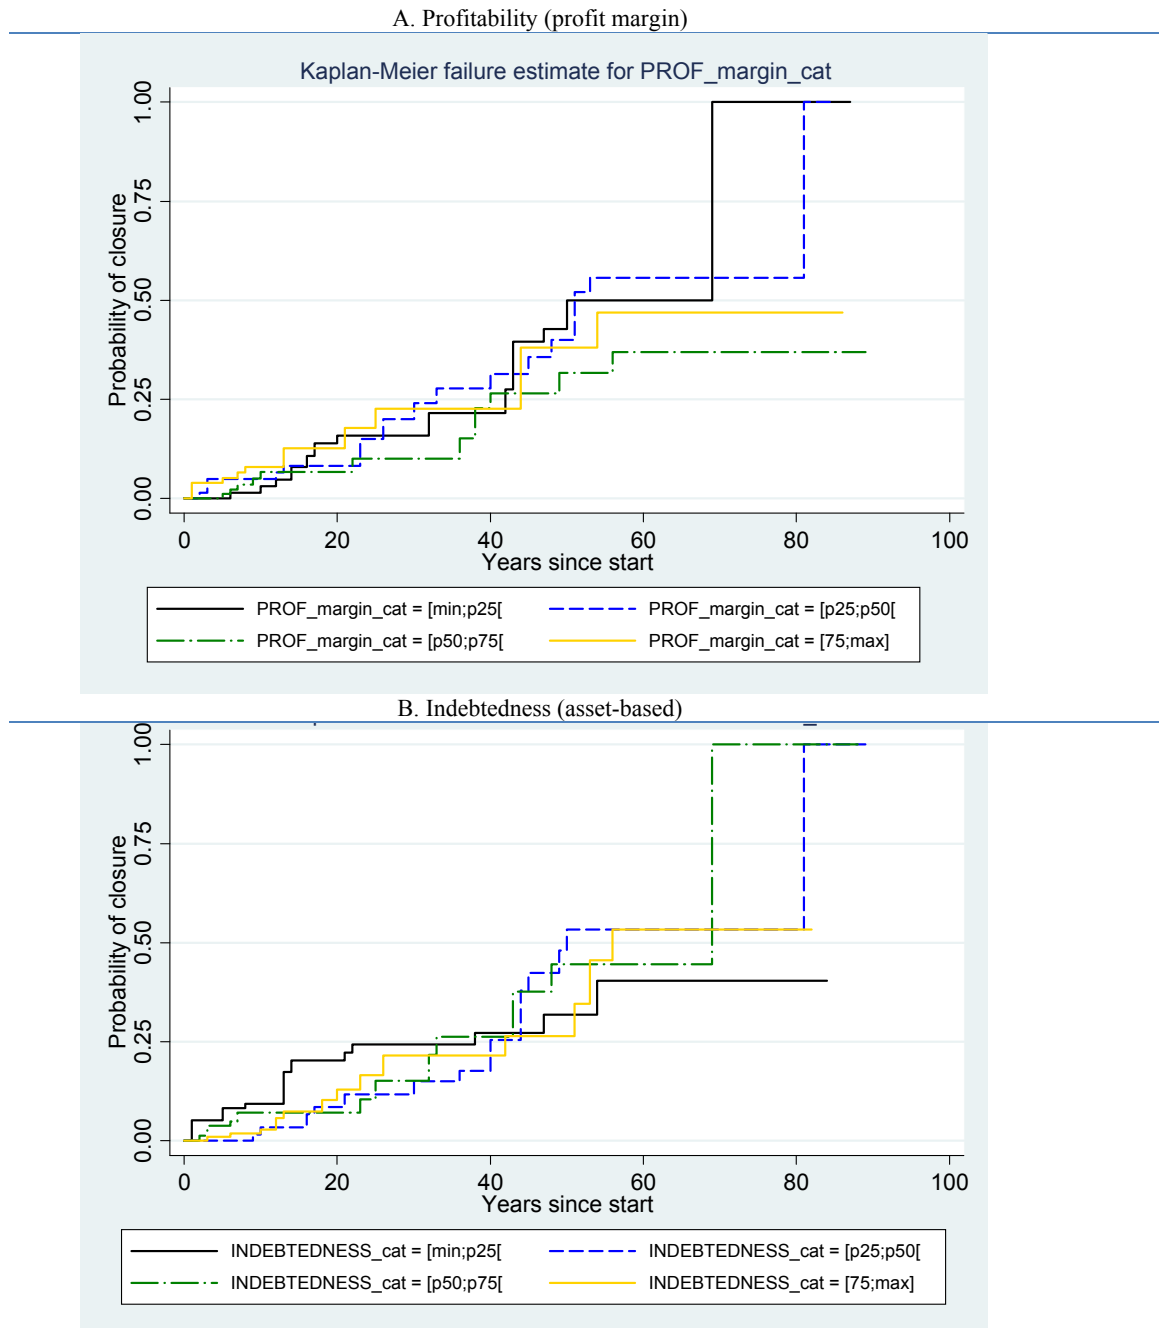 A. Profitability (profit margin)
Kaplan-Meier failure estimate for PROF_margin_cat
Probability of closure
1.00
0.75
0.50
0.25
0.00
0 20 40 60 80 100
Years since start
PROF_margin_cat = [min;p25[ PROF_margin_cat = [p25;p50[
PROF_margin_cat = [p50;p75[ PROF_margin_cat = [75;max]
B. Indebtedness (asset-based)
Probability of closure
1.00
0.75
0.50
0.25
0.00
0 20 40 60 80 100
Years since start
INDEBTEDNESS_cat = [min;p25[ INDEBTEDNESS_cat = [p25;p50[
INDEBTEDNESS_cat = [p50;p75[ INDEBTEDNESS_cat = [75;max]